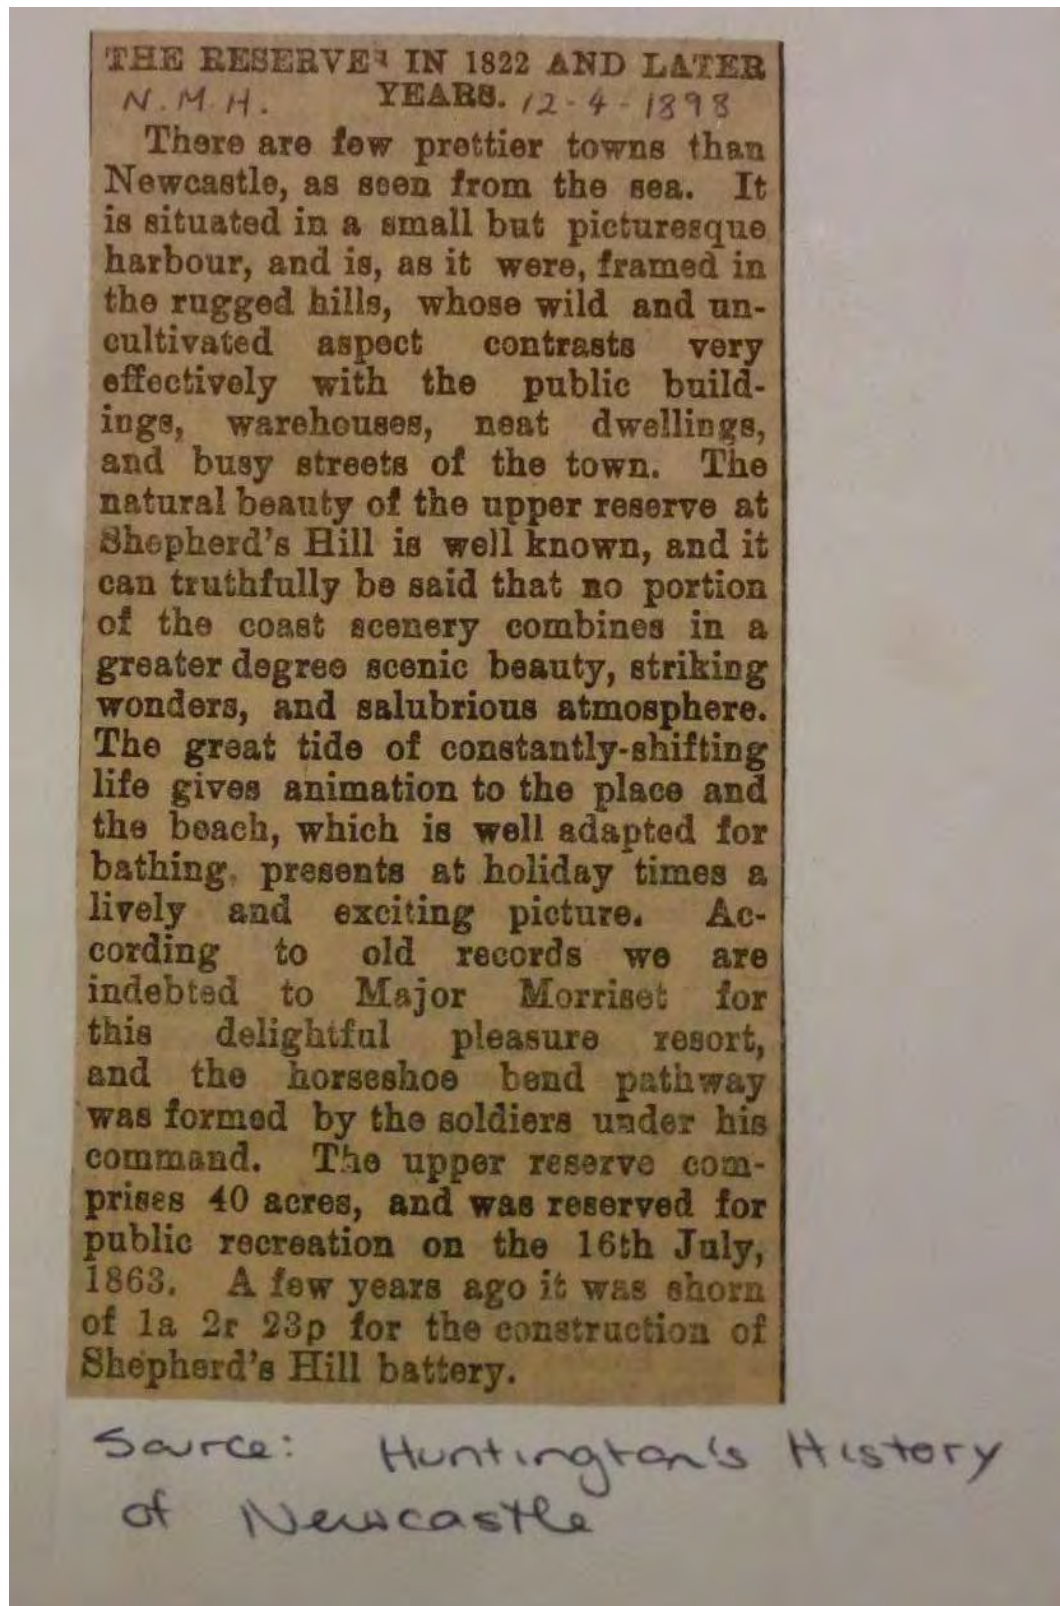 THE RESERVES IN 1822 AND LATER
YEARS.
N. M. H. 12-4-1898
There are few prettier towns than
Newcastle, as seen from the sea. It
is situated in a small but picturesque
harbour, and is, as it were, framed in
the rugged hills, whose wild and un-
cultivated aspect contrasts very
effectively with the public build-
ings, warehouses, neat dwellings,
and busy streets of the town. The
natural beauty of the upper reserve at
Shepherd's Hill is well known, and it
can truthfully be said that no portion
of the coast scenery combines in a
greater degree scenic beauty, striking
wonders, and salubrious atmosphere.
The great tide of constantly-shifting
life gives animation to the place and
the beach, which is well adapted for
bathing, presents at holiday times a
lively and exciting picture. Ac-
cording to old records we are
indebted to Major Morriset for
this delightful pleasure resort,
and the horseshoe bend pathway
was formed by the soldiers under his
command. The upper reserve com-
prises 40 acres, and was reserved for
public recreation on the 16th July,
1863. A few years ago it was shorn
of 1a 2r 23p for the construction of
Shepherd's Hill battery.
Source: Huntington's History
of Newcastle